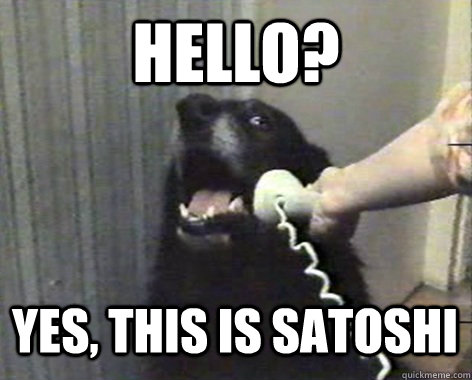 HELLO?
YES, THIS IS SATOSHI
quickmeme.com